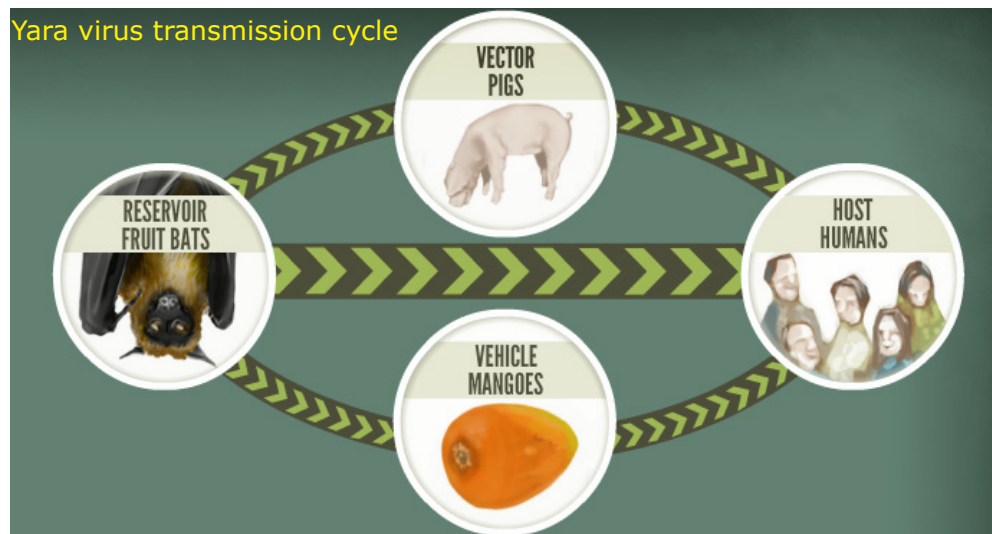 Yara virus transmission cycle
VECTOR
PIGS
RESERVOIR
FRUIT BATS
HOST
HUMANS
VEHICLE
MANGOES